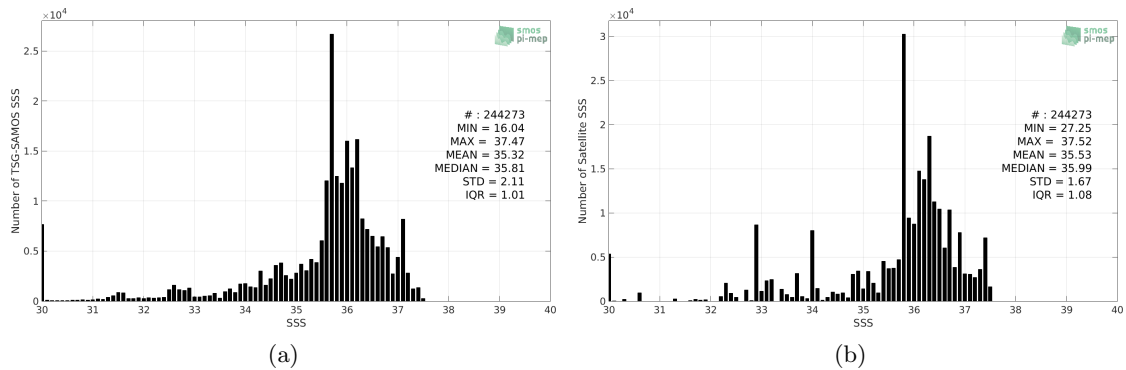 ×10⁴
smos
pi-mep
Number of TSG-SAMOS SSS
2.5
2
1.5
1
0.5
0
# : 244273
MIN = 16.04
MAX = 37.47
MEAN = 35.32
MEDIAN = 35.81
STD = 2.11
IQR = 1.01
30 31 32 33 34 35 36 37 38 39 40
SSS
(a)
×10⁴
smos
pi-mep
Number of Satellite SSS
3
2.5
2
1.5
1
0.5
0
# : 244273
MIN = 27.25
MAX = 37.52
MEAN = 35.53
MEDIAN = 35.99
STD = 1.67
IQR = 1.08
30 31 32 33 34 35 36 37 38 39 40
SSS
(b)